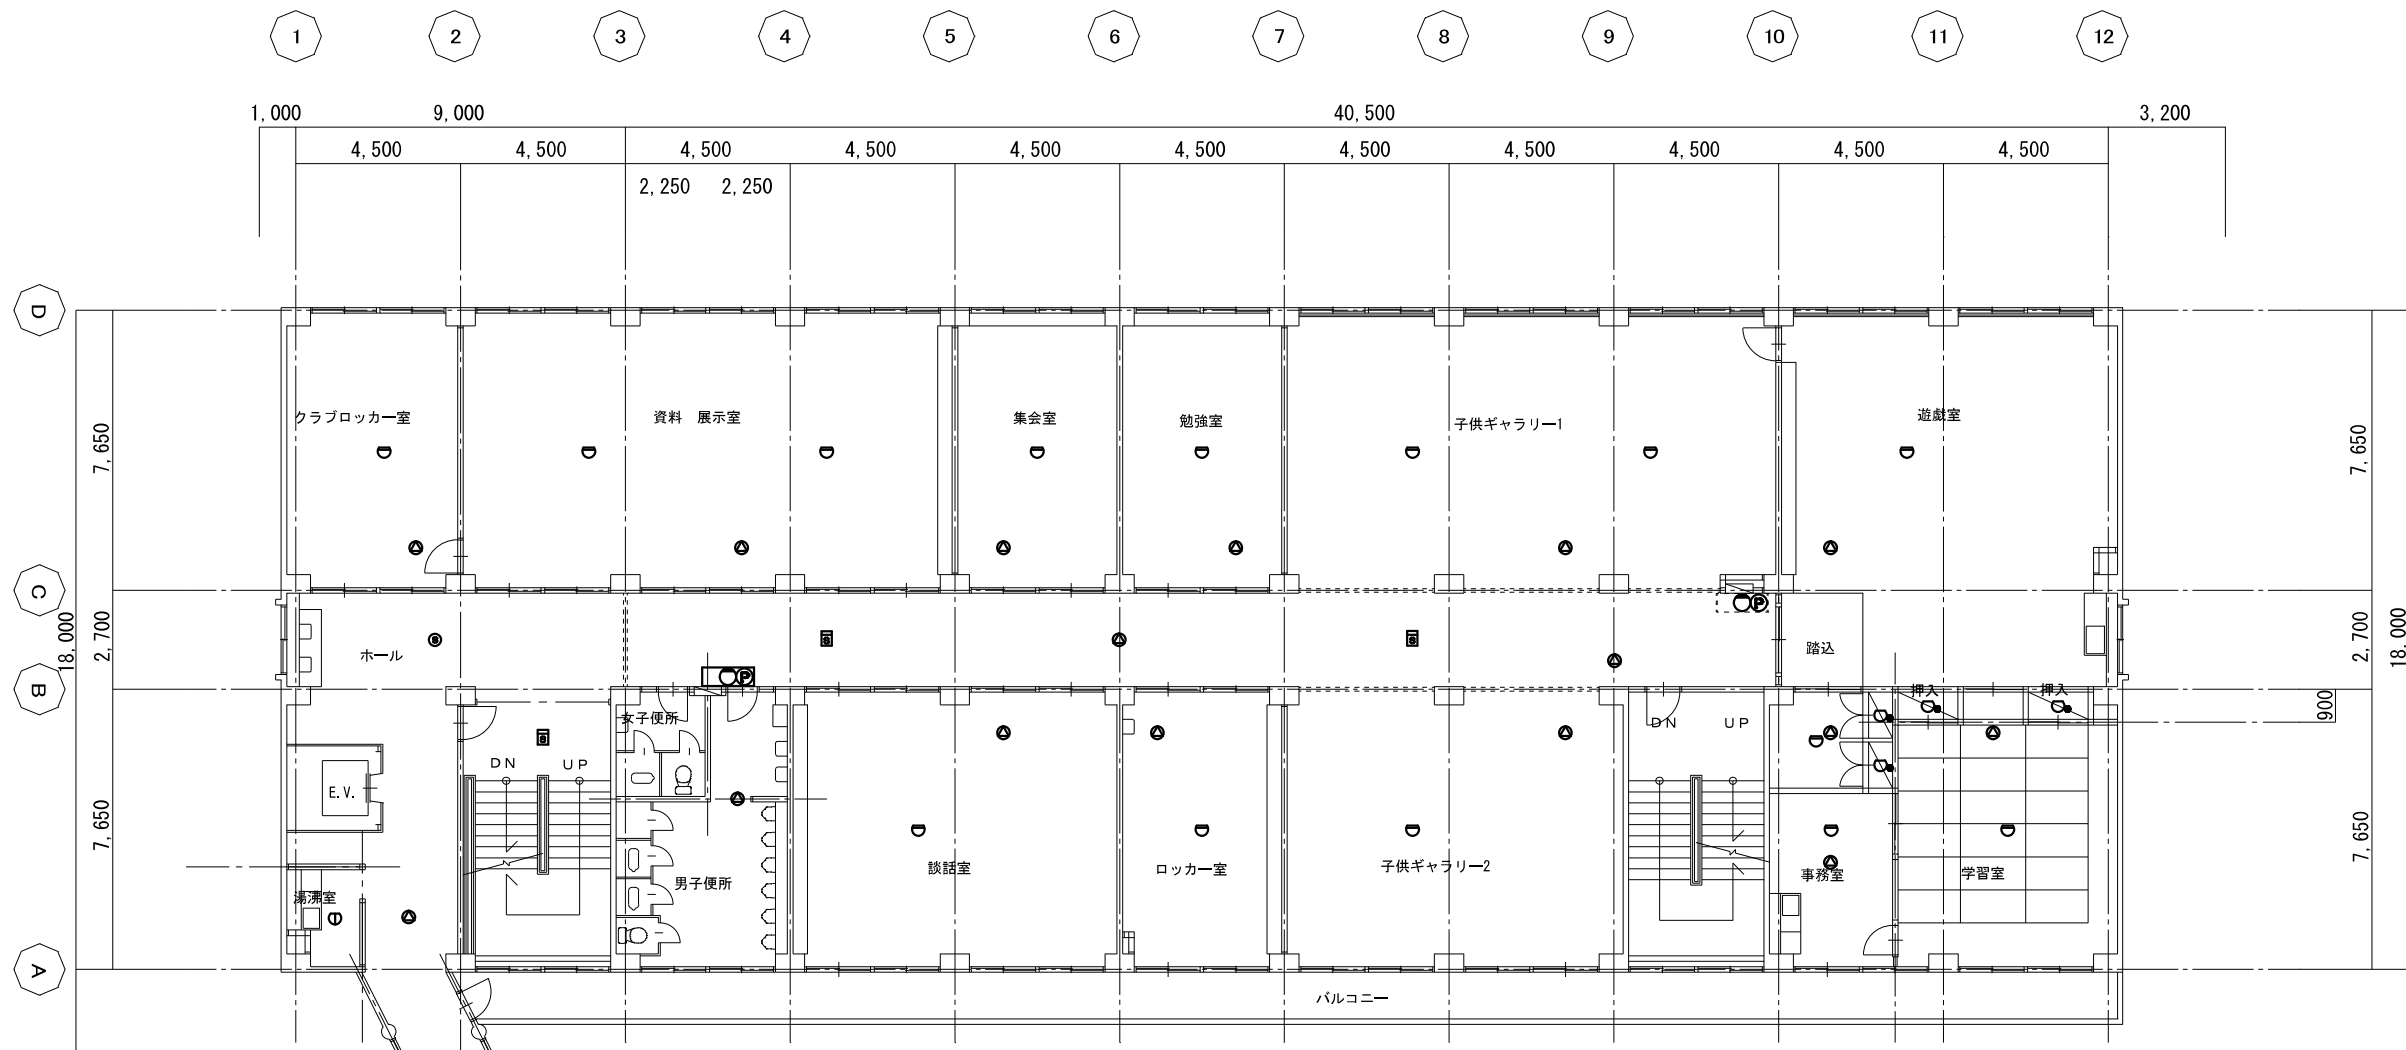 1 2 3 4 5 6 7 8 9 10 11 12
1,000 9,000 40,500 3,200
4,500 4,500 4,500 4,500 4,500 4,500 4,500 4,500 4,500 4,500 4,500
2,250 2,250
D
クラブロッカー室 資料 展示室 集会室 勉強室 子供ギャラリー1 遊戯室
7,650 7,650
C
P
18,000 2,700 ホール S S S 踏込 2,700 18,000
P
B
押入 押入
女子便所 DN UP 900
S
DN UP
E.V.
7,650 7,650
談話室 ロッカー室 子供ギャラリー2 事務室 学習室
男子便所
湯沸室
A
バルコニー